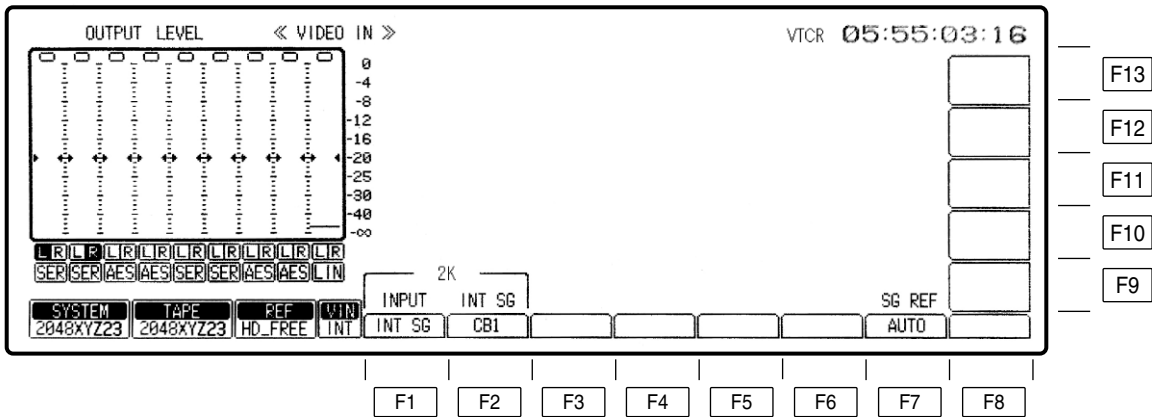 OUTPUT LEVEL ≪ VIDEO IN ≫ VTCR 05:55:03:16
0
-4
-8
-12
-16
-20
-25
-30
-40
-∞
L R L R L R L R L R L R L R L R L R
SER SER AES AES SER SER AES AES LIN
2K
INPUT INT SG SG REF
SYSTEM TAPE REF VIN
2048XYZ23 2048XYZ23 HD_FREE INT INT SG CB1 AUTO
F13
F12
F11
F10
F9
F1 F2 F3 F4 F5 F6 F7 F8